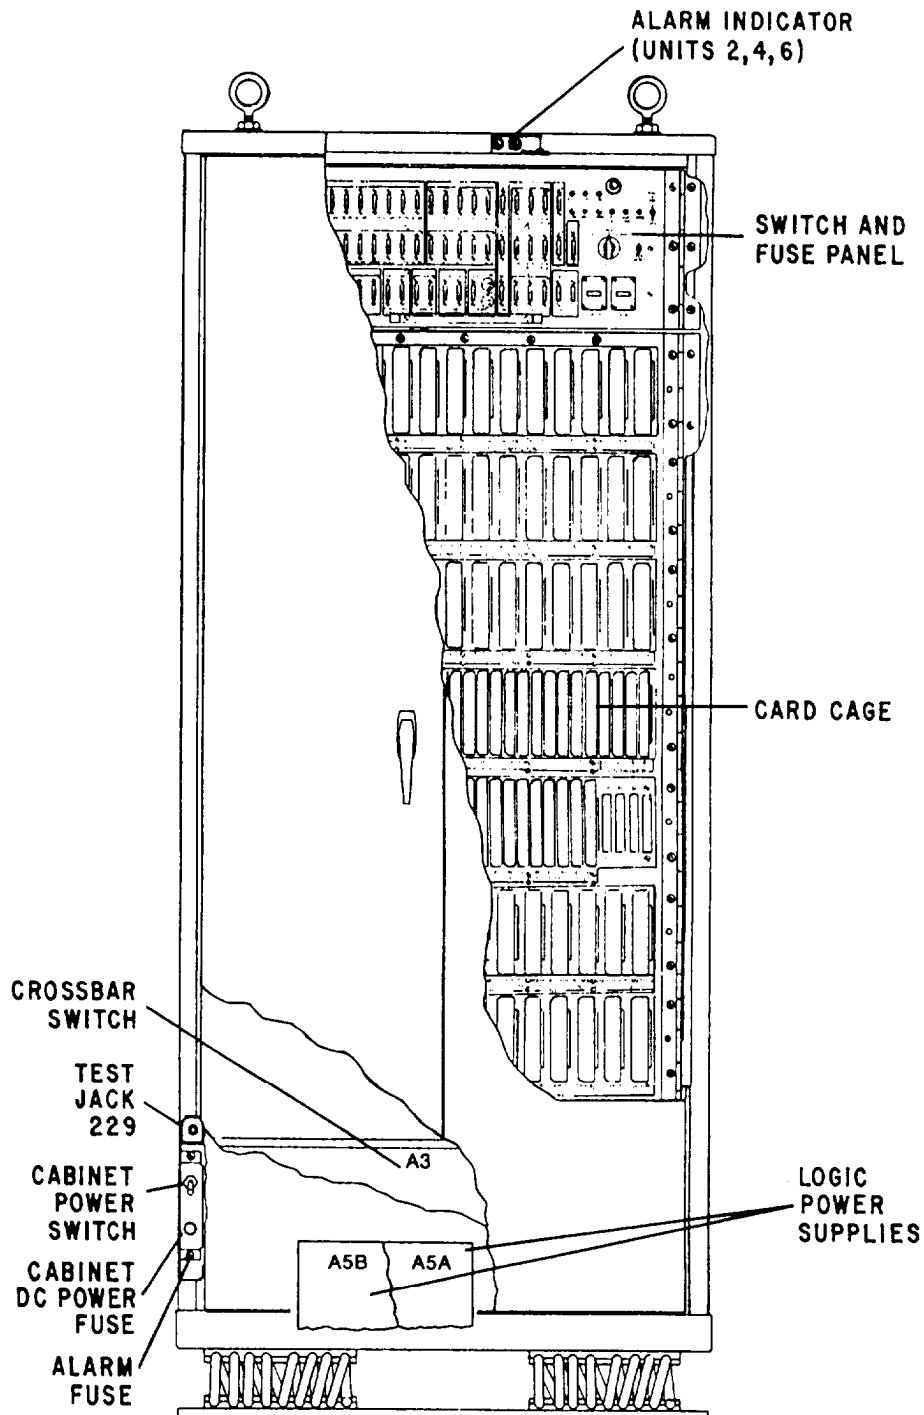 ALARM INDICATOR
(UNITS 2,4,6)
SWITCH AND
FUSE PANEL
CARD CAGE
CROSSBAR
SWITCH
A3
TEST
JACK
229
CABINET
POWER
SWITCH
LOGIC
POWER
SUPPLIES
A5B
A5A
CABINET
DC POWER
FUSE
ALARM
FUSE